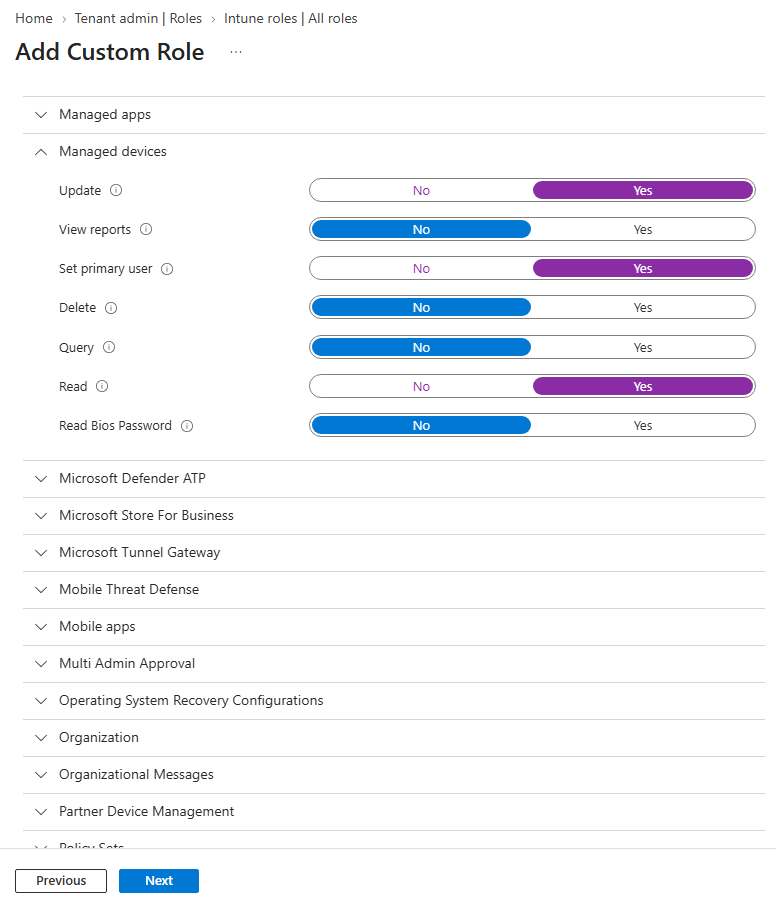 Home > Tenant admin | Roles > Intune roles | All roles
Add Custom Role ...
Managed apps
Managed devices
Update No Yes
View reports No Yes
Set primary user No Yes
Delete No Yes
Query No Yes
Read No Yes
Read Bios Password No Yes
Microsoft Defender ATP
Microsoft Store For Business
Microsoft Tunnel Gateway
Mobile Threat Defense
Mobile apps
Multi Admin Approval
Operating System Recovery Configurations
Organization
Organizational Messages
Partner Device Management
Policy Sets
Previous Next